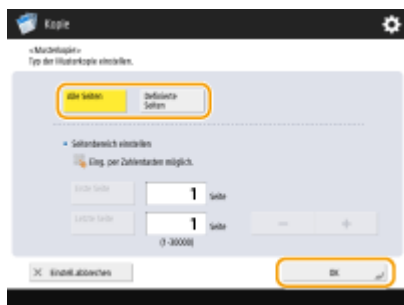 Kopie
<Musterkopie>
Typ der Musterkopie einstellen.
Alle Seiten
Definierte
Seiten
Seitenbereich einstellen
Eing. per Zahlentasten möglich.
Erste Seite
1 Seite
Letzte Seite
1 Seite
(1-30000)
- +
× Einstell.abbrechen
OK